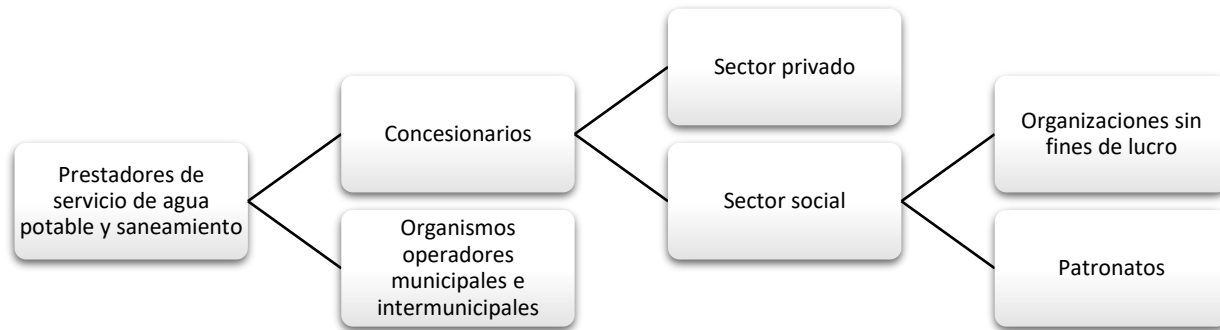 Prestadores de
servicio de agua
potable y saneamiento
Concesionarios
Organismos
operadores
municipales e
intermunicipales
Sector privado
Sector social
Organizaciones sin
fines de lucro
Patronatos